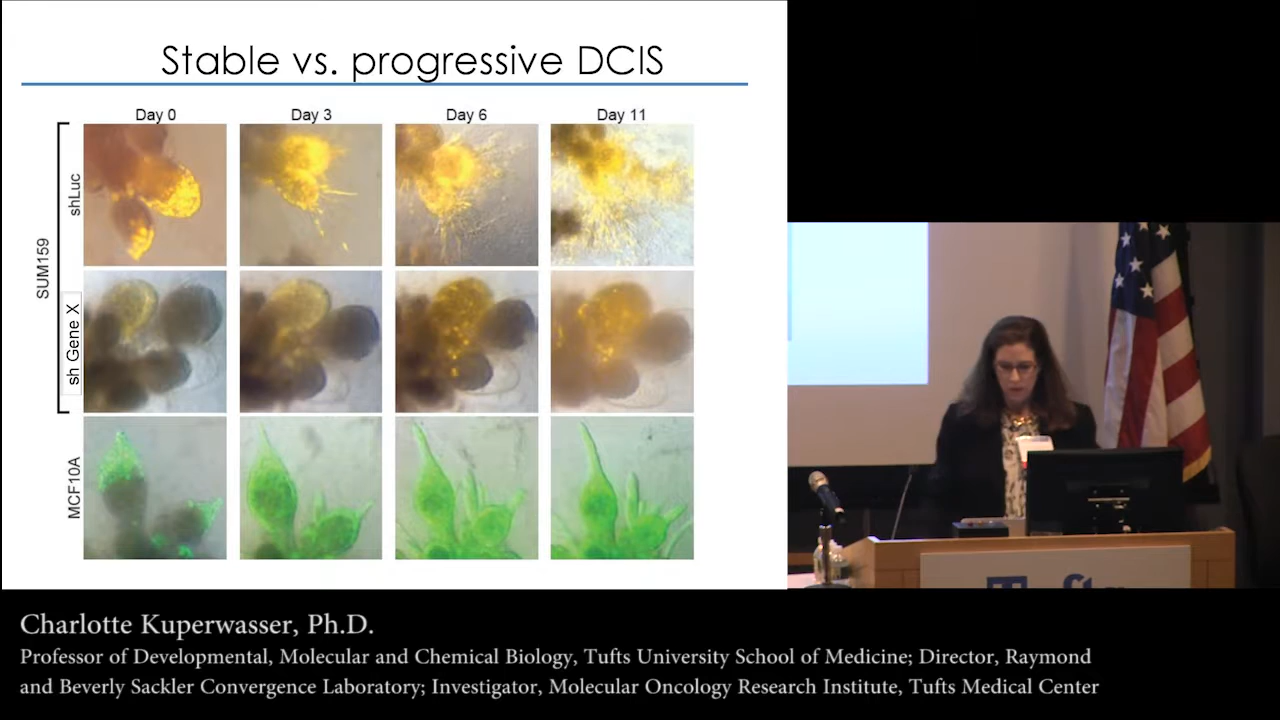 Stable vs. progressive DCIS
Day 0
Day 3
Day 6
Day 11
SUM159
shLuc
sh Gene X
MCF10A
Charlotte Kuperwasser, Ph.D.
Professor of Developmental, Molecular and Chemical Biology, Tufts University School of Medicine; Director, Raymond
and Beverly Sackler Convergence Laboratory; Investigator, Molecular Oncology Research Institute, Tufts Medical Center